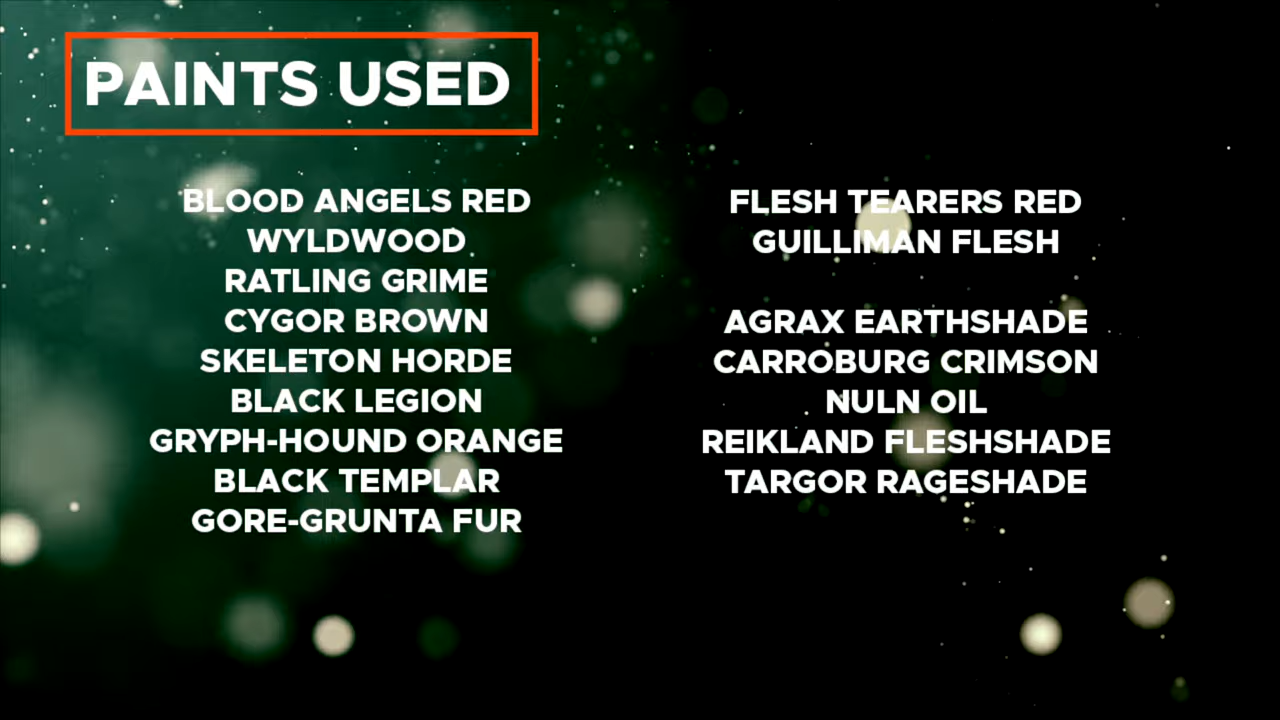 PAINTS USED
BLOOD ANGELS RED
WYLDWOOD
RATLING GRIME
CYGOR BROWN
SKELETON HORDE
BLACK LEGION
GRYPH-HOUND ORANGE
BLACK TEMPLAR
GORE-GRUNTA FUR
FLESH TEARERS RED
GUILLIMAN FLESH
AGRAX EARTHSHADE
CARROBURG CRIMSON
NULN OIL
REIKLAND FLESHSHADE
TARGOR RAGESHADE